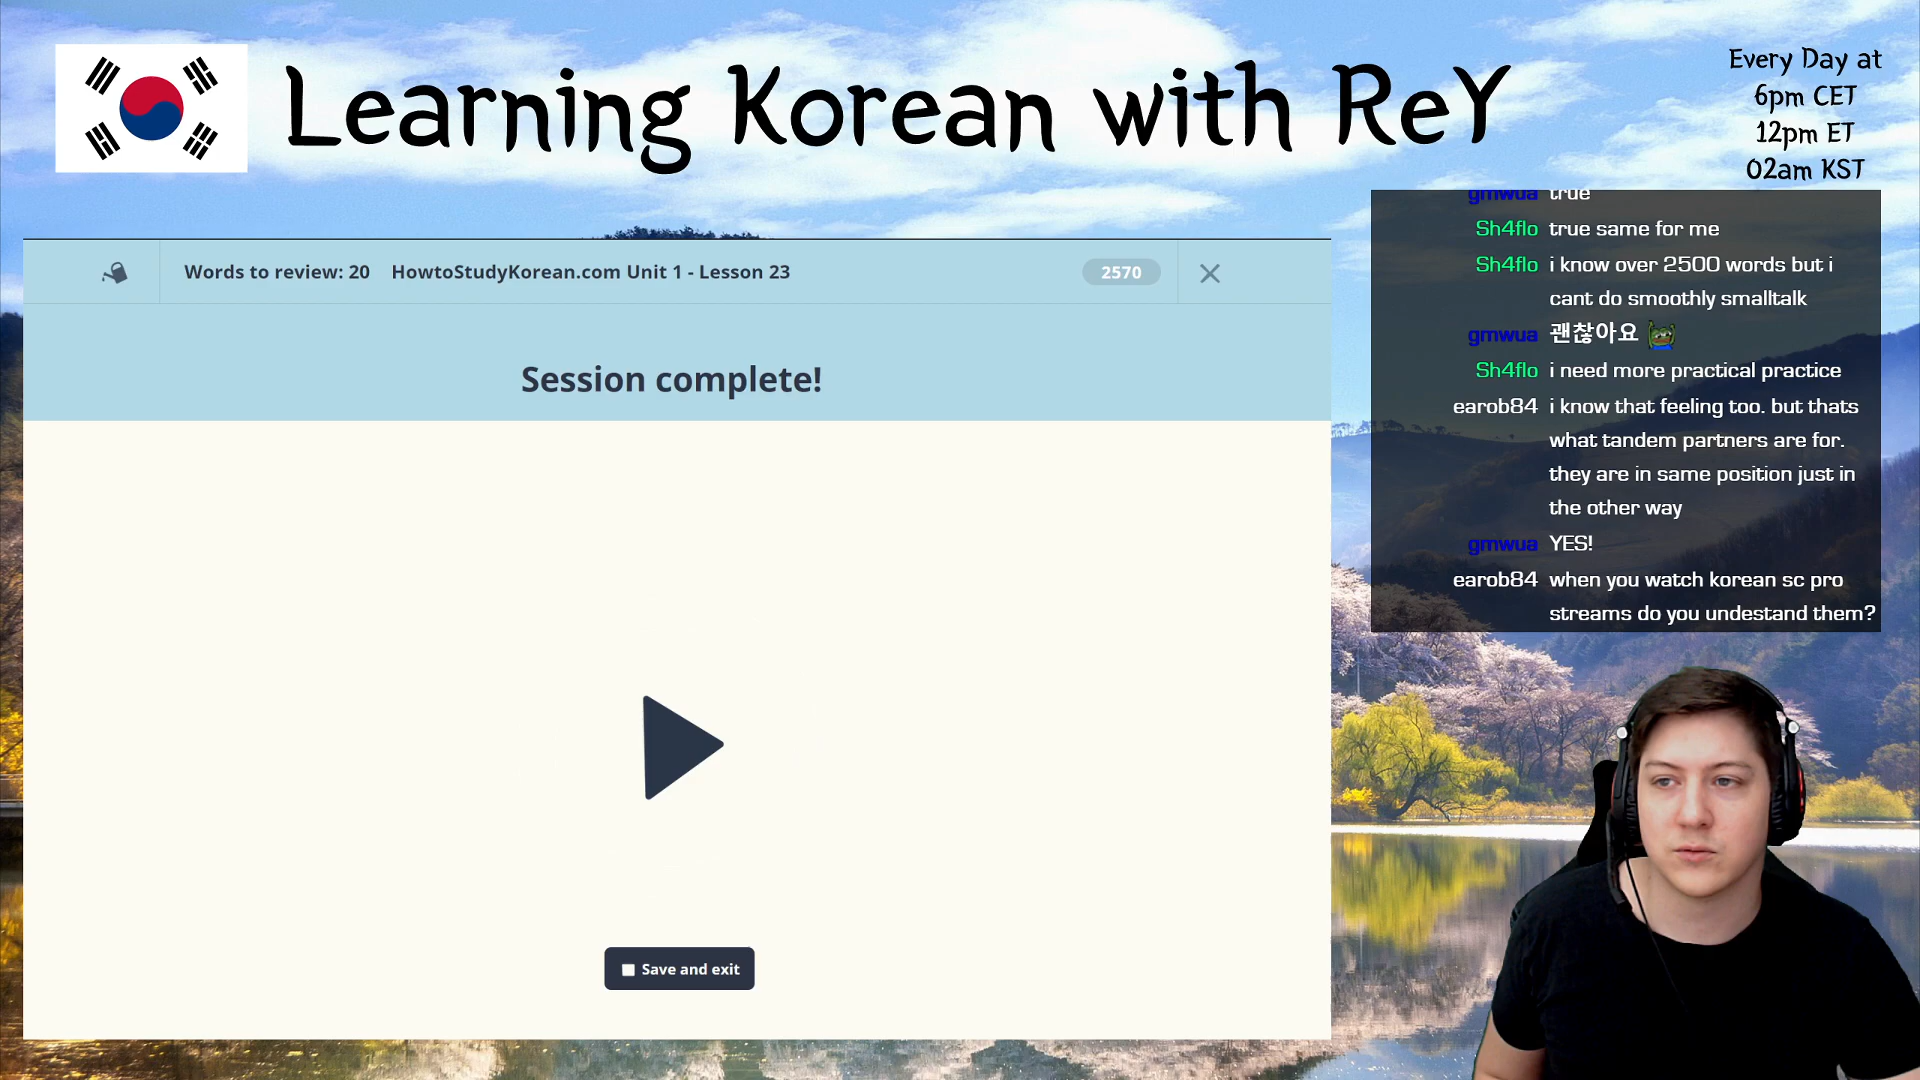 Learning Korean with ReY
Every Day at
6pm CET
12pm ET
02am KST
Words to review: 20 HowtoStudyKorean.com Unit 1 - Lesson 23 2570
Session complete!
Save and exit
gmwua true
Sh4flo true same for me
Sh4flo i know over 2500 words but i
cant do smoothly smalltalk
gmwua 괜찮아요
Sh4flo i need more practical practice
earob84 i know that feeling too. but thats
what tandem partners are for.
they are in same position just in
the other way
gmwua YES!
earob84 when you watch korean sc pro
streams do you undestand them?